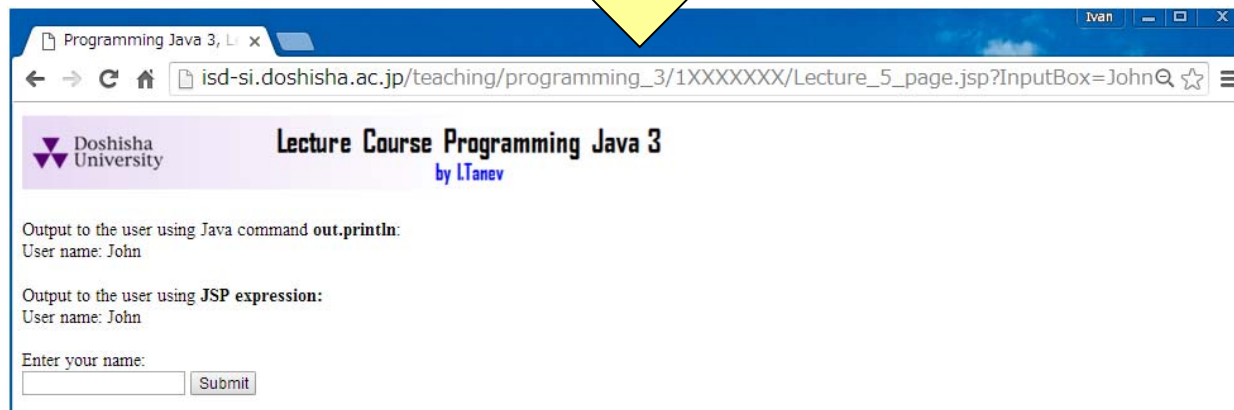 Ivan
Programming Java 3, L
isd-si.doshisha.ac.jp/teaching/programming_3/1XXXXXXX/Lecture_5_page.jsp?InputBox=John
Doshisha University
Lecture Course Programming Java 3
by I.Tanev
Output to the user using Java command out.println:
User name: John
Output to the user using JSP expression:
User name: John
Enter your name:
Submit